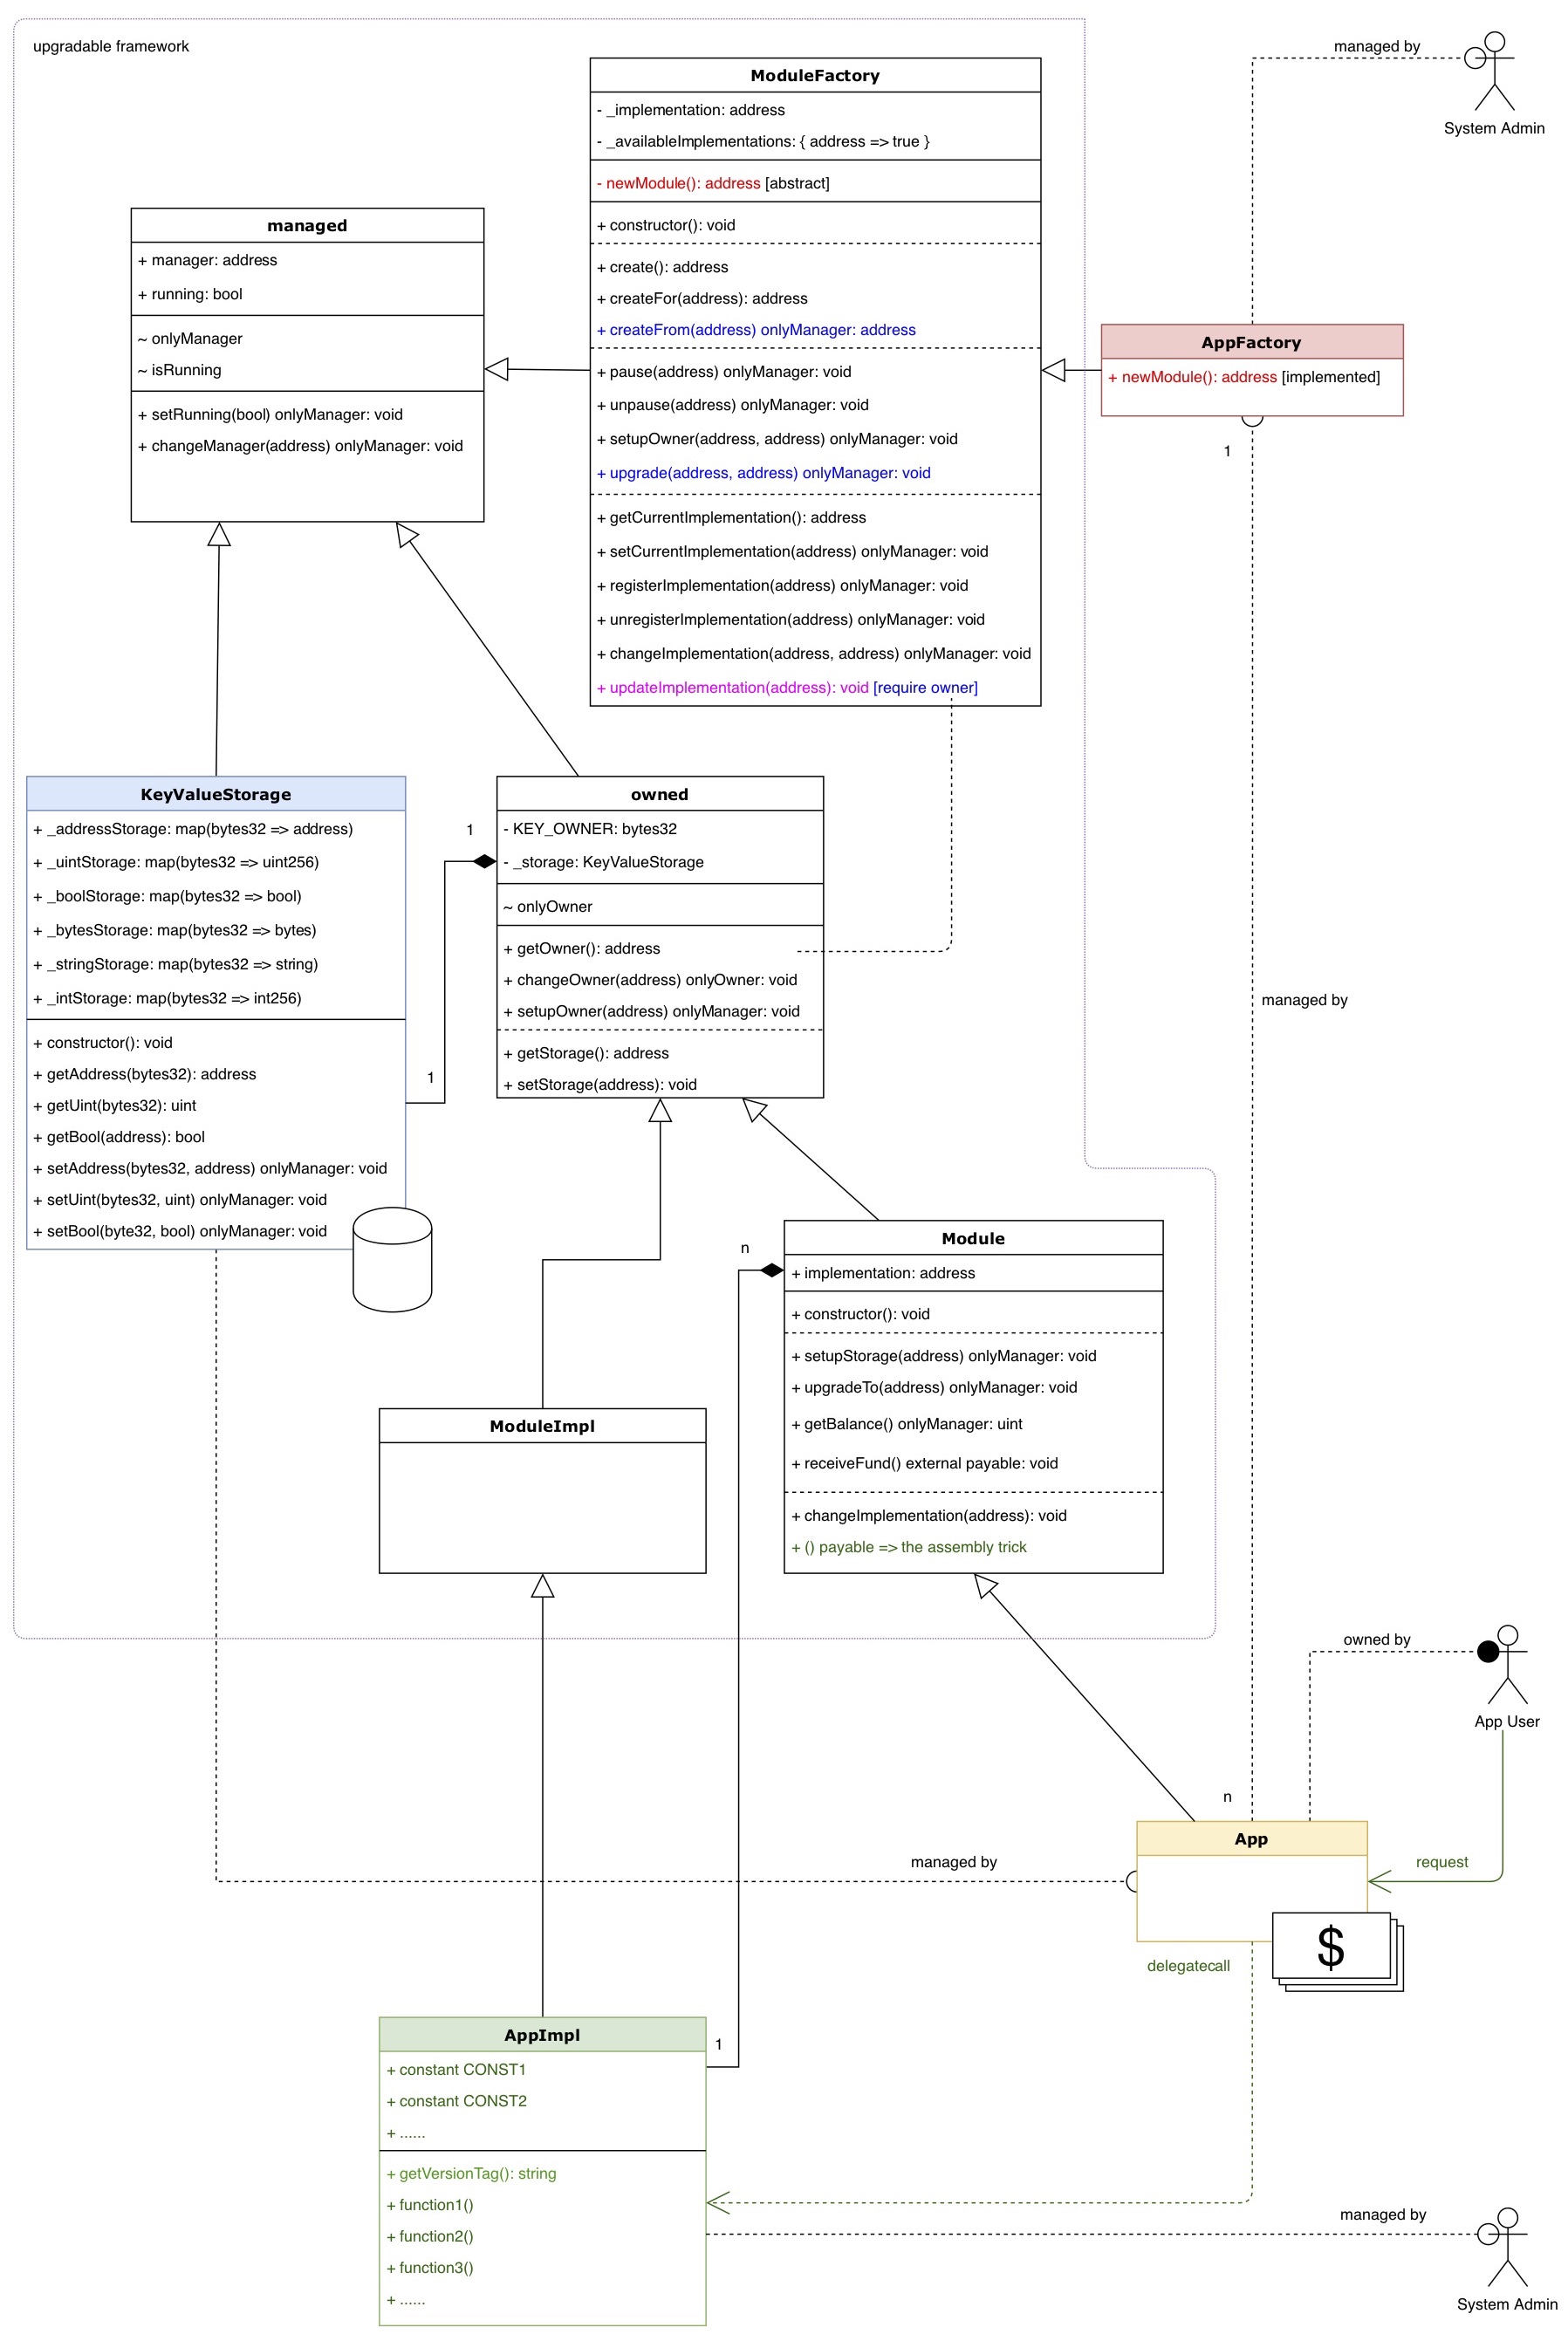 upgradable framework
managed by
System Admin
ModuleFactory
- _implementation: address
- _availableImplementations: { address => true }
- newModule(): address [abstract]
+ constructor(): void
+ create(): address
+ createFor(address): address
+ createFrom(address) onlyManager: address
+ pause(address) onlyManager: void
+ unpause(address) onlyManager: void
+ setupOwner(address, address) onlyManager: void
+ upgrade(address, address) onlyManager: void
+ getCurrentImplementation(): address
+ setCurrentImplementation(address) onlyManager: void
+ registerImplementation(address) onlyManager: void
+ unregisterImplementation(address) onlyManager: void
+ changeImplementation(address, address) onlyManager: void
+ updateImplementation(address): void [require owner]
managed
+ manager: address
+ running: bool
~ onlyManager
~ isRunning
+ setRunning(bool) onlyManager: void
+ changeManager(address) onlyManager: void
AppFactory
+ newModule(): address [implemented]
1
managed by
KeyValueStorage
+ _addressStorage: map(bytes32 => address)
+ _uintStorage: map(bytes32 => uint256)
+ _boolStorage: map(bytes32 => bool)
+ _bytesStorage: map(bytes32 => bytes)
+ _stringStorage: map(bytes32 => string)
+ _intStorage: map(bytes32 => int256)
+ constructor(): void
+ getAddress(bytes32): address
+ getUint(bytes32): uint
+ getBool(address): bool
+ setAddress(bytes32, address) onlyManager: void
+ setUint(bytes32, uint) onlyManager: void
+ setBool(byte32, bool) onlyManager: void
1
1
owned
- KEY_OWNER: bytes32
- _storage: KeyValueStorage
~ onlyOwner
+ getOwner(): address
+ changeOwner(address) onlyOwner: void
+ setupOwner(address) onlyManager: void
+ getStorage(): address
+ setStorage(address): void
n
Module
+ implementation: address
+ constructor(): void
+ setupStorage(address) onlyManager: void
+ upgradeTo(address) onlyManager: void
+ getBalance() onlyManager: uint
+ receiveFund() external payable: void
+ changeImplementation(address): void
+ () payable => the assembly trick
ModuleImpl
owned by
App User
n
App
managed by
request
$
delegatecall
AppImpl
1
+ constant CONST1
+ constant CONST2
+ ......
+ getVersionTag(): string
+ function1()
+ function2()
+ function3()
+ ......
managed by
System Admin